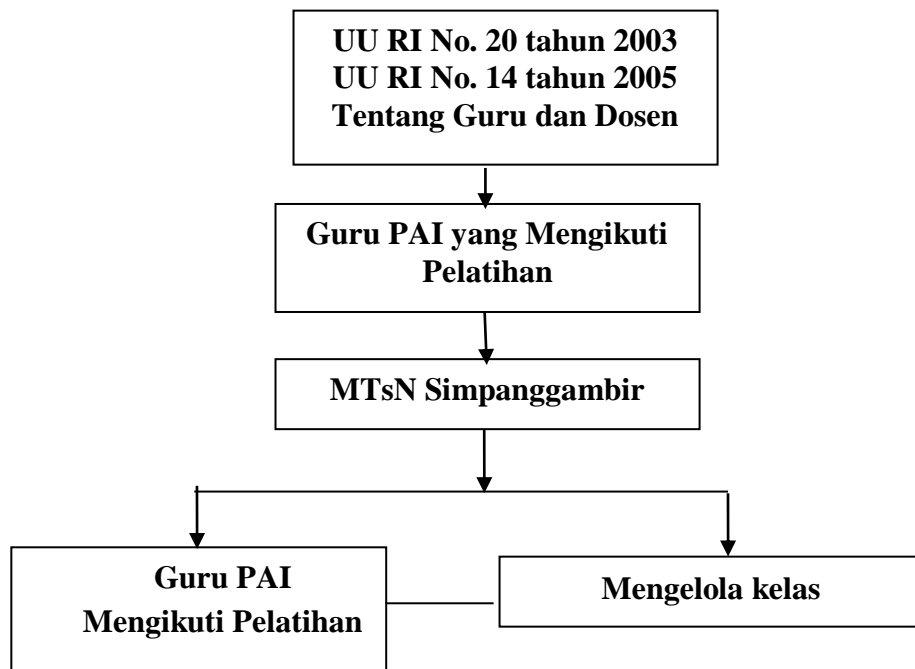 UU RI No. 20 tahun 2003
UU RI No. 14 tahun 2005
Tentang Guru dan Dosen
Guru PAI yang Mengikuti
Pelatihan
MTsN Simpanggambir
Guru PAI
Mengikuti Pelatihan
Mengelola kelas